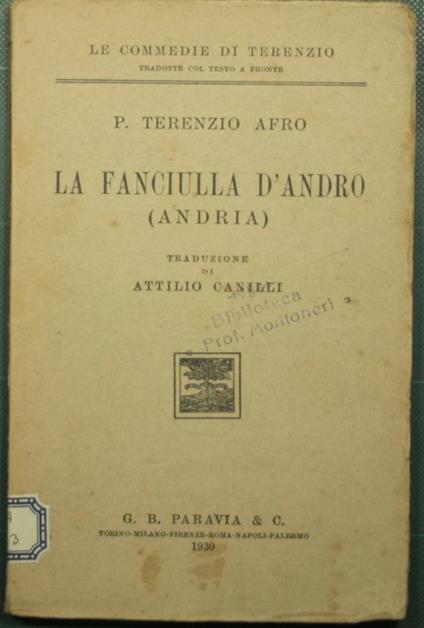 LE COMMEDIE DI TERENZIO
TRADOTTE COL TESTO A FRONTE
P. TERENZIO AFRO
LA FANCIULLA D'ANDRO
(ANDRIA)
TRADUZIONE
DI
ATTILIO CANILLI
Biblioteca
Prof. Montoneri
G. B. PARAVIA & C.
TORINO-MILANO-FIRENZE-ROMA-NAPOLI-PALERMO
1930
3